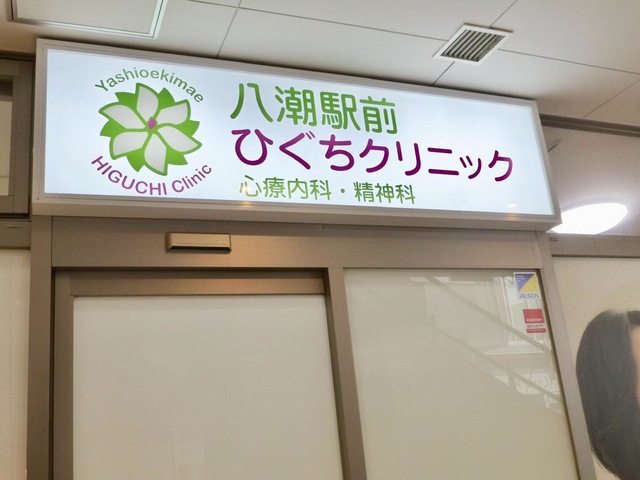 Yashioekimae
HIGUCHI Clinic
八潮駅前
ひぐちクリニック
心療内科・精神科
ALSOK